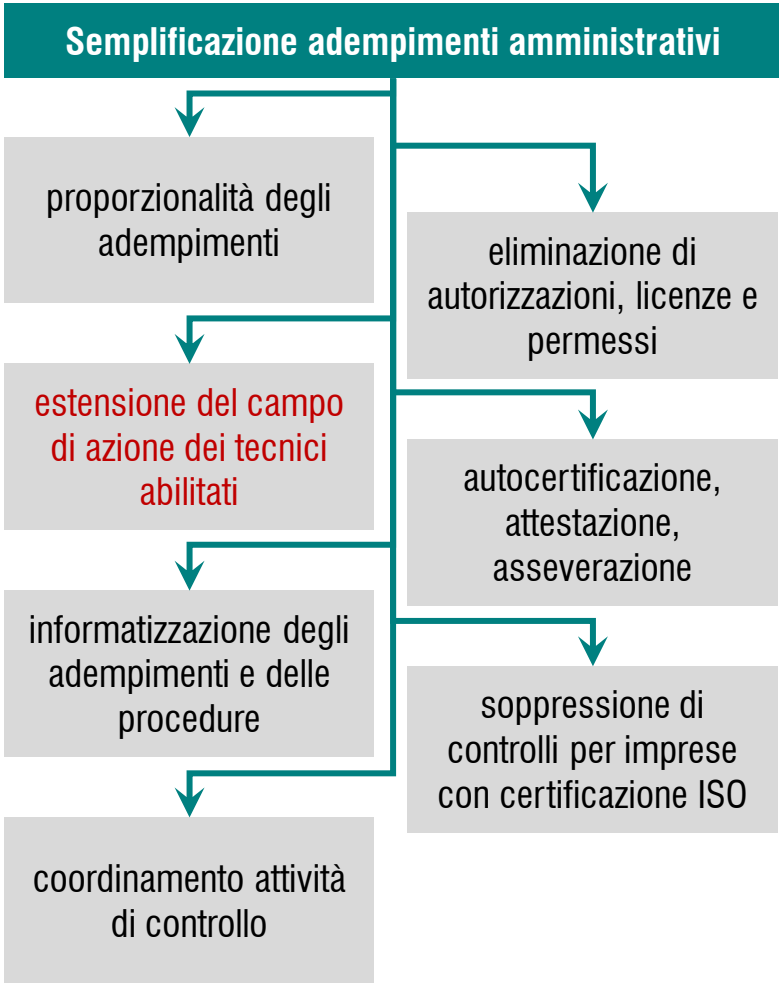 Semplificazione adempimenti amministrativi
proporzionalità degli
adempimenti
eliminazione di
autorizzazioni, licenze e
permessi
estensione del campo
di azione dei tecnici
abilitati
autocertificazione,
attestazione,
asseverazione
informatizzazione degli
adempimenti e delle
procedure
soppressione di
controlli per imprese
con certificazione ISO
coordinamento attività
di controllo